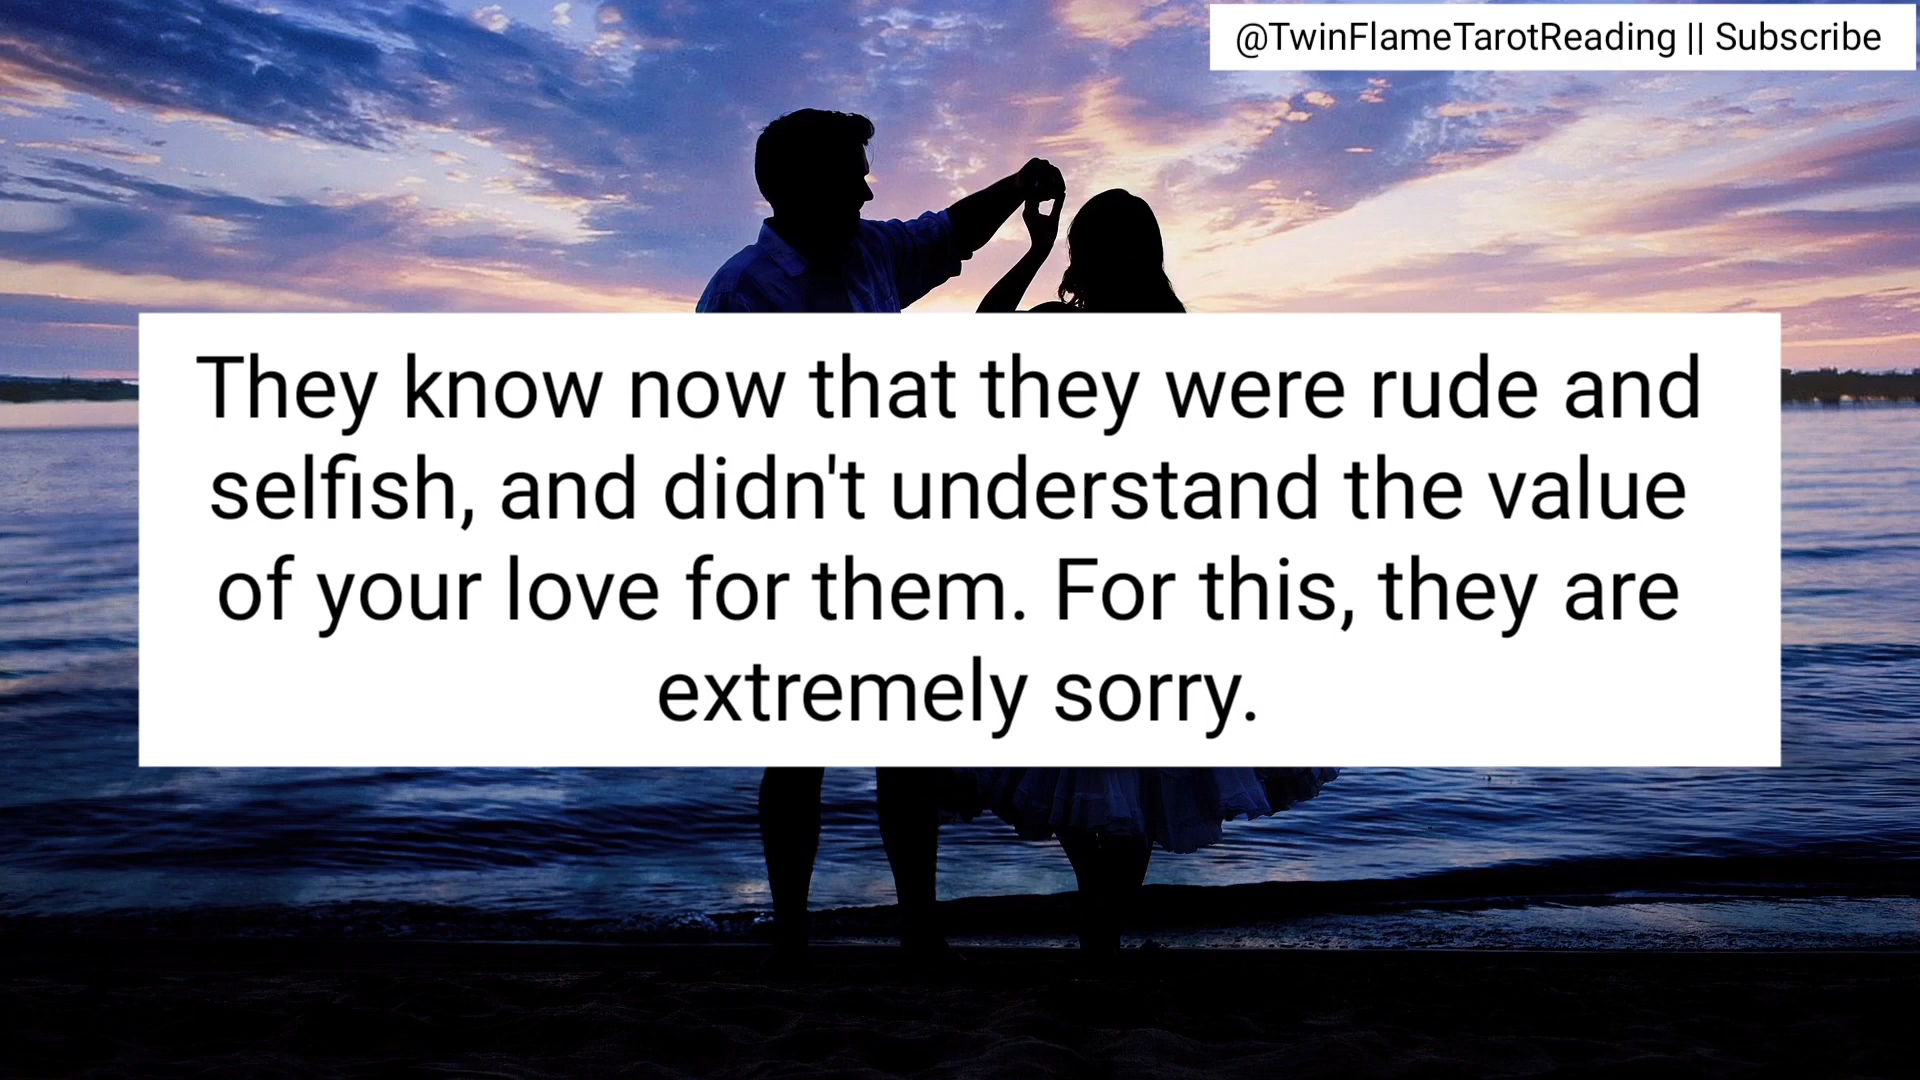 @TwinFlameTarotReading || Subscribe
They know now that they were rude and
selfish, and didn't understand the value
of your love for them. For this, they are
extremely sorry.